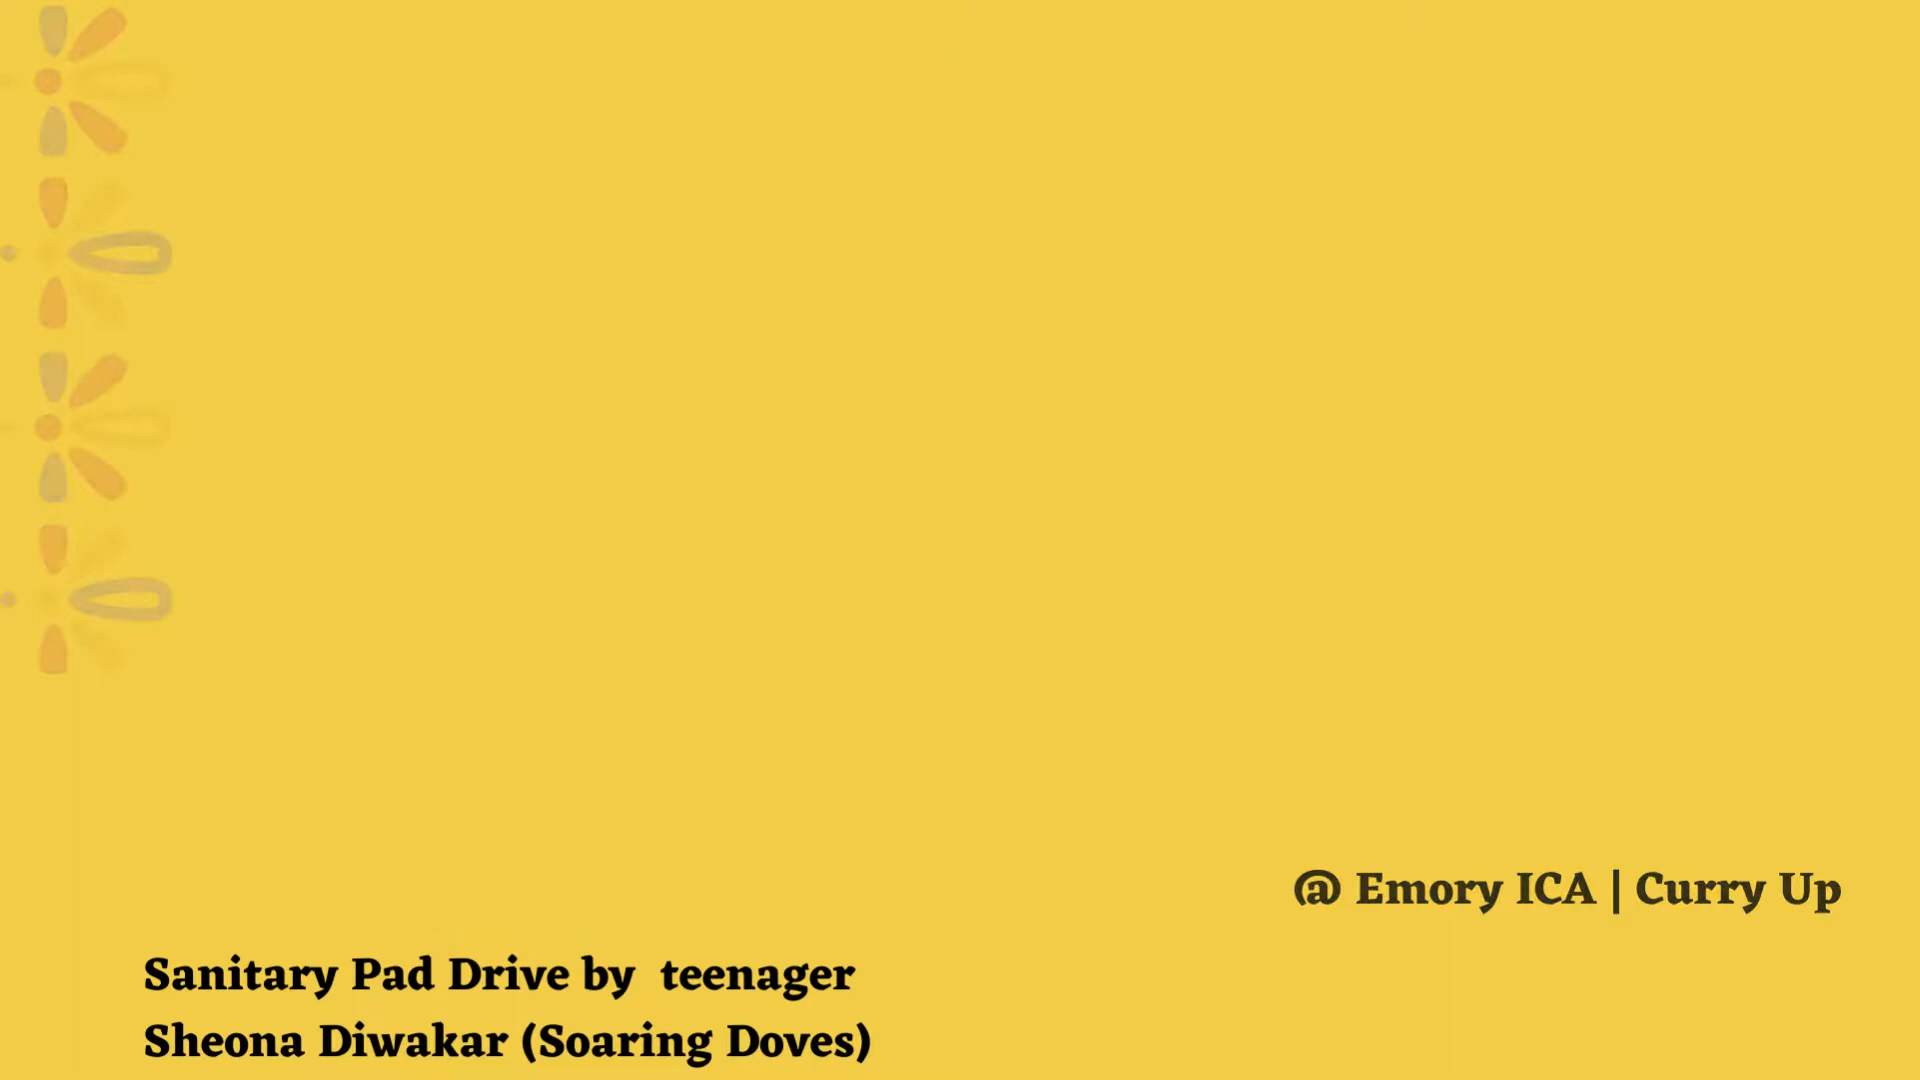 @ Emory ICA | Curry Up
Sanitary Pad Drive by  teenager
Sheona Diwakar (Soaring Doves)